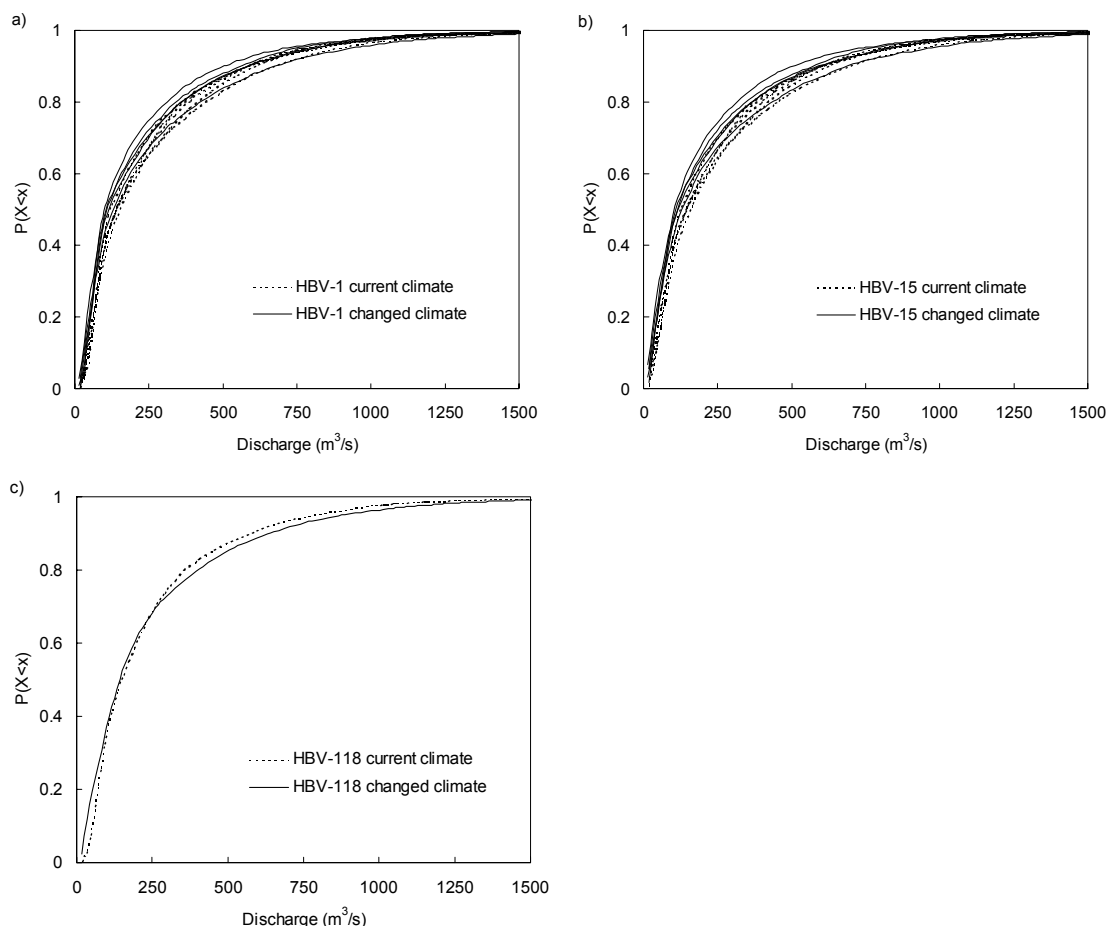 a)
1
0.8
0.6
0.4
0.2
0
P(X<x)
HBV-1 current climate
HBV-1 changed climate
0 250 500 750 1000 1250 1500
Discharge (m³/s)
b)
1
0.8
0.6
0.4
0.2
0
P(X<x)
HBV-15 current climate
HBV-15 changed climate
0 250 500 750 1000 1250 1500
Discharge (m³/s)
c)
1
0.8
0.6
0.4
0.2
0
P(X<x)
HBV-118 current climate
HBV-118 changed climate
0 250 500 750 1000 1250 1500
Discharge (m³/s)